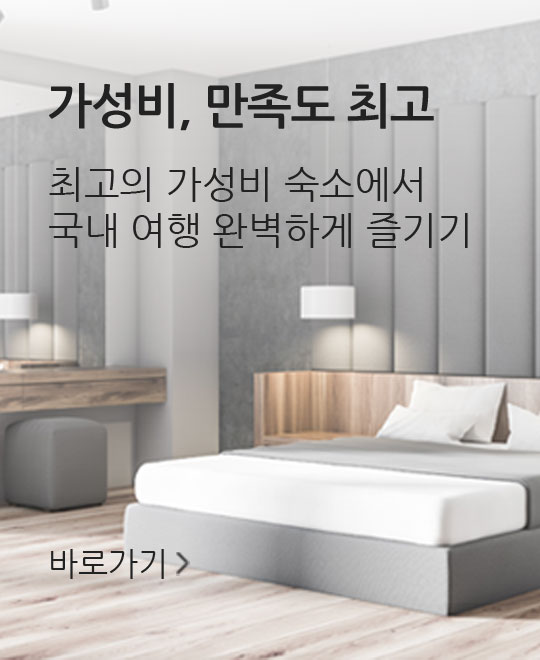 가성비, 만족도 최고
최고의 가성비 숙소에서
국내 여행 완벽하게 즐기기
바로가기 >